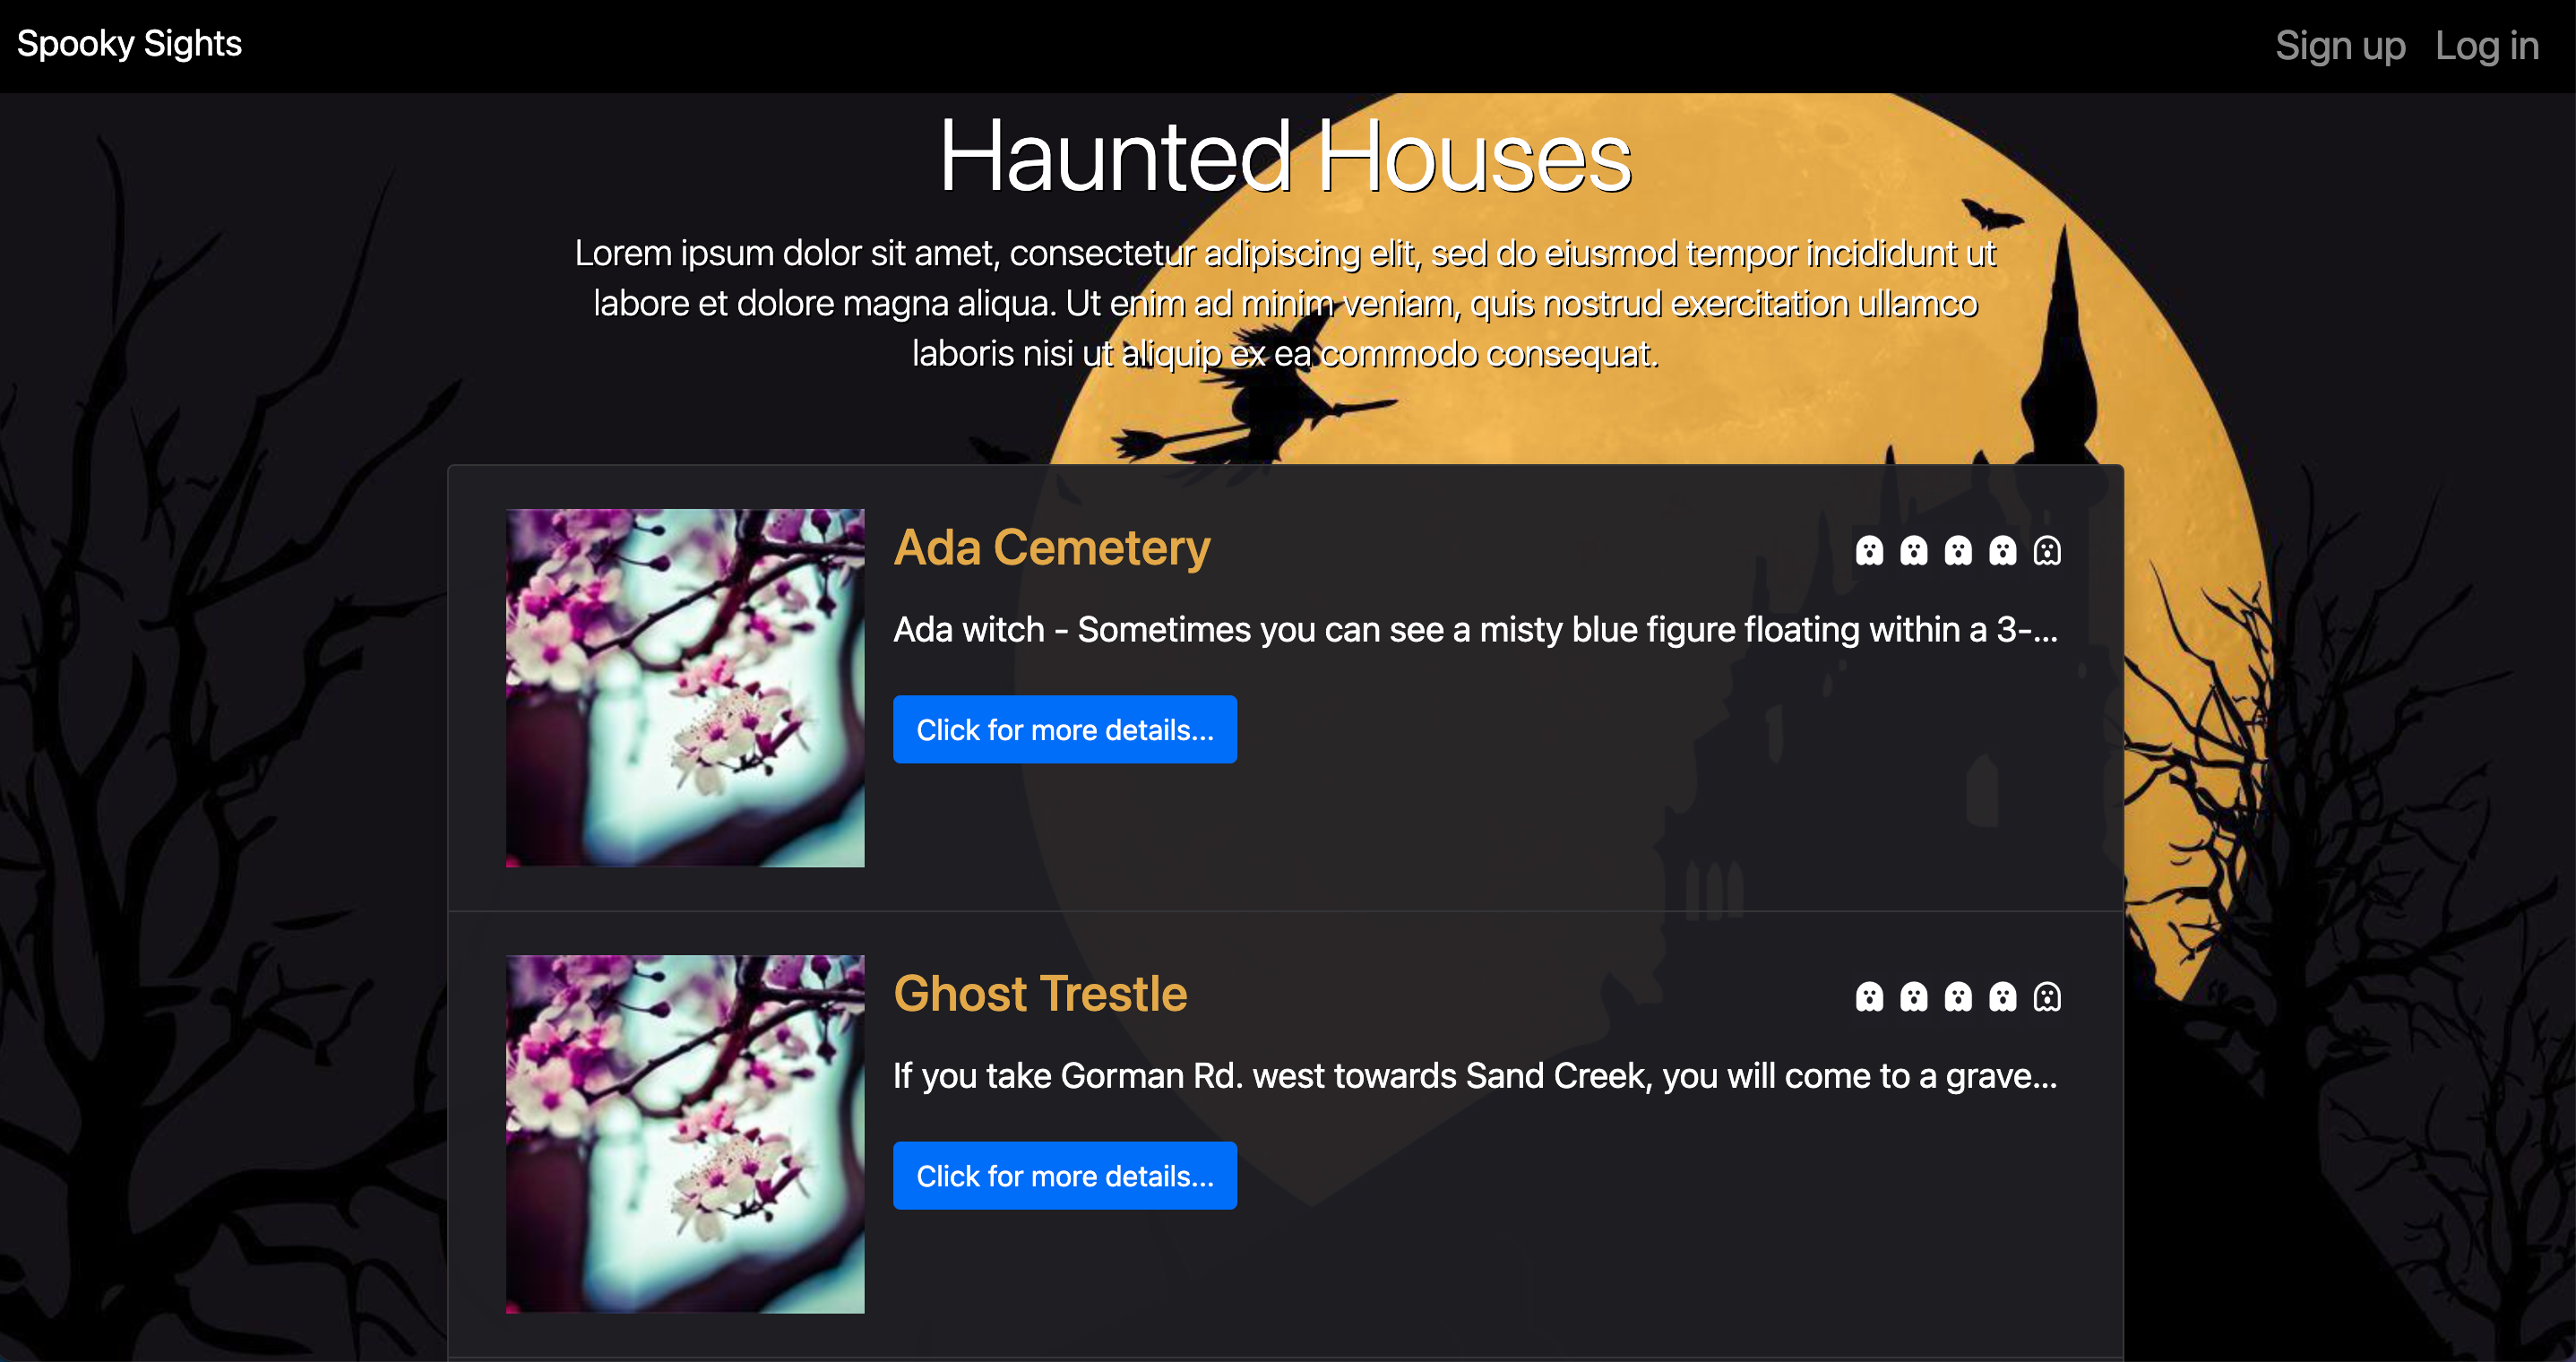 Spooky Sights
Sign up Log in
Haunted Houses
Lorem ipsum dolor sit amet, consectetur adipiscing elit, sed do eiusmod tempor incididunt ut
labore et dolore magna aliqua. Ut enim ad minim veniam, quis nostrud exercitation ullamco
laboris nisi ut aliquip ex ea commodo consequat.
Ada Cemetery
Ada witch - Sometimes you can see a misty blue figure floating within a 3-...
Click for more details...
Ghost Trestle
If you take Gorman Rd. west towards Sand Creek, you will come to a grave...
Click for more details...